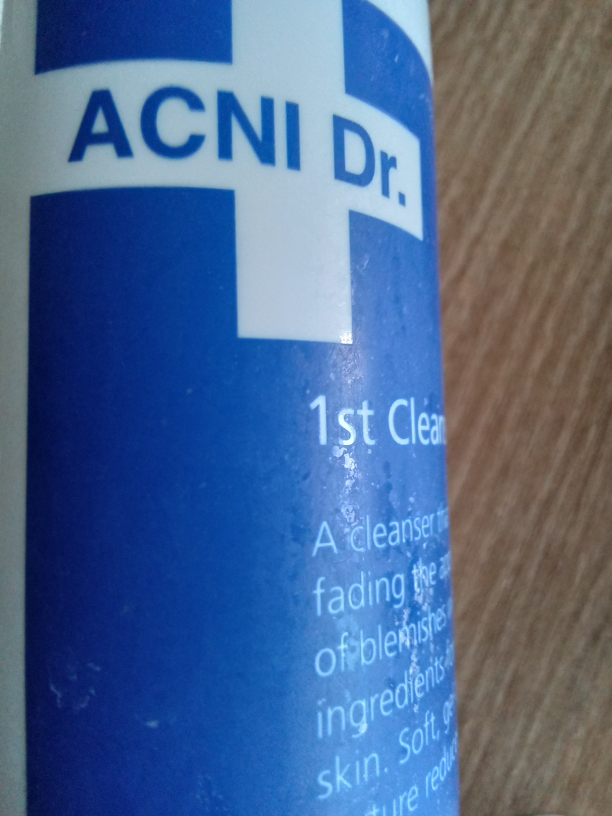 ACNI Dr.
1st Clean
A cleanser
fading the
of blemishes
ingredients
skin. Soft,